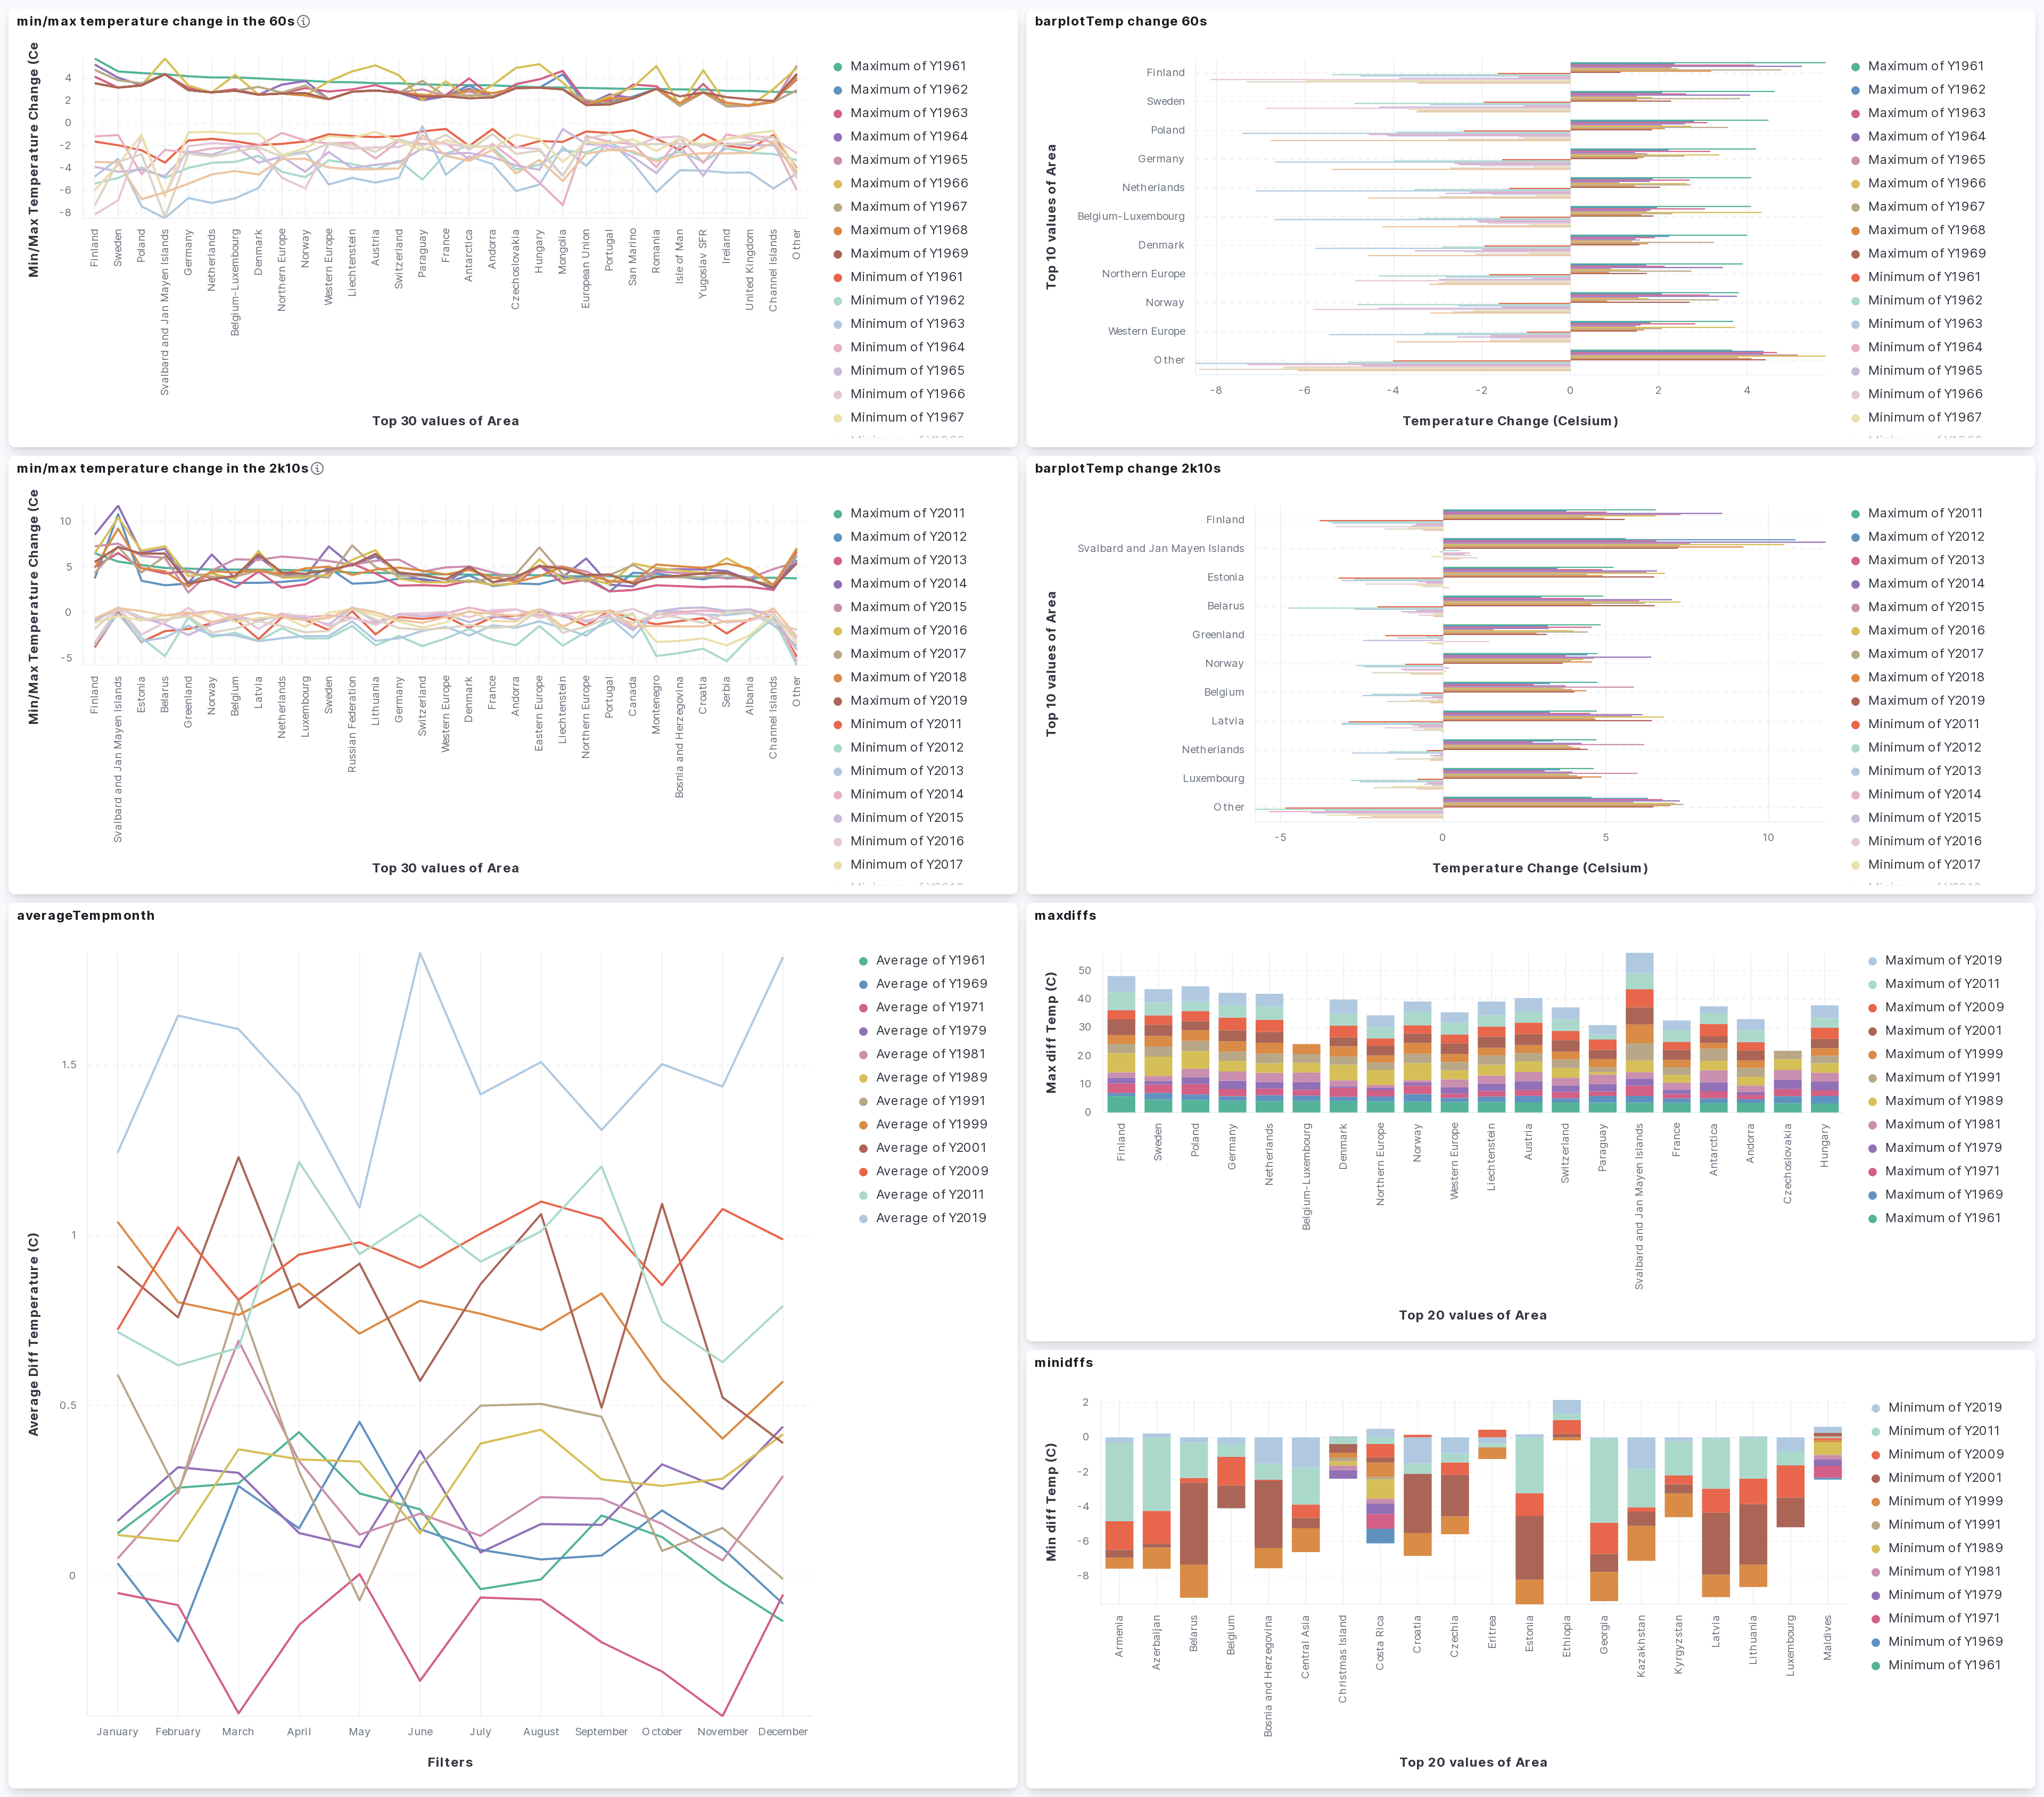 min/max temperature change in the 60s
Min/Max Temperature Change (Ce
4
2
0
-2
-4
-6
-8
Finland
Sweden
Poland
Svalbard and Jan Mayen Islands
Germany
Netherlands
Belgium-Luxembourg
Denmark
Northern Europe
Norway
Western Europe
Liechtenstein
Austria
Switzerland
Paraguay
France
Antarctica
Andorra
Czechoslovakia
Hungary
Mongolia
European Union
Portugal
San Marino
Romania
Isle of Man
Yugoslav SFR
Ireland
United Kingdom
Channel Islands
Other
Top 30 values of Area
Maximum of Y1961
Maximum of Y1962
Maximum of Y1963
Maximum of Y1964
Maximum of Y1965
Maximum of Y1966
Maximum of Y1967
Maximum of Y1968
Maximum of Y1969
Minimum of Y1961
Minimum of Y1962
Minimum of Y1963
Minimum of Y1964
Minimum of Y1965
Minimum of Y1966
Minimum of Y1967
barplotTemp change 60s
Top 10 values of Area
Finland
Sweden
Poland
Germany
Netherlands
Belgium-Luxembourg
Denmark
Northern Europe
Norway
Western Europe
Other
-8
-6
-4
-2
0
2
4
Temperature Change (Celsium)
Maximum of Y1961
Maximum of Y1962
Maximum of Y1963
Maximum of Y1964
Maximum of Y1965
Maximum of Y1966
Maximum of Y1967
Maximum of Y1968
Maximum of Y1969
Minimum of Y1961
Minimum of Y1962
Minimum of Y1963
Minimum of Y1964
Minimum of Y1965
Minimum of Y1966
Minimum of Y1967
min/max temperature change in the 2k10s
Min/Max Temperature Change (Ce
10
5
0
-5
Finland
Svalbard and Jan Mayen Islands
Estonia
Belarus
Greenland
Norway
Belgium
Latvia
Netherlands
Luxembourg
Sweden
Russian Federation
Lithuania
Germany
Switzerland
Western Europe
Denmark
France
Andorra
Eastern Europe
Liechtenstein
Northern Europe
Portugal
Canada
Montenegro
Bosnia and Herzegovina
Croatia
Serbia
Albania
Channel Islands
Other
Top 30 values of Area
Maximum of Y2011
Maximum of Y2012
Maximum of Y2013
Maximum of Y2014
Maximum of Y2015
Maximum of Y2016
Maximum of Y2017
Maximum of Y2018
Maximum of Y2019
Minimum of Y2011
Minimum of Y2012
Minimum of Y2013
Minimum of Y2014
Minimum of Y2015
Minimum of Y2016
Minimum of Y2017
barplotTemp change 2k10s
Top 10 values of Area
Finland
Svalbard and Jan Mayen Islands
Estonia
Belarus
Greenland
Norway
Belgium
Latvia
Netherlands
Luxembourg
Other
-5
0
5
10
Temperature Change (Celsium)
Maximum of Y2011
Maximum of Y2012
Maximum of Y2013
Maximum of Y2014
Maximum of Y2015
Maximum of Y2016
Maximum of Y2017
Maximum of Y2018
Maximum of Y2019
Minimum of Y2011
Minimum of Y2012
Minimum of Y2013
Minimum of Y2014
Minimum of Y2015
Minimum of Y2016
Minimum of Y2017
averageTempmonth
Average Diff Temperature (C)
1.5
1
0.5
0
January
February
March
April
May
June
July
August
September
October
November
December
Filters
Average of Y1961
Average of Y1969
Average of Y1971
Average of Y1979
Average of Y1981
Average of Y1989
Average of Y1991
Average of Y1999
Average of Y2001
Average of Y2009
Average of Y2011
Average of Y2019
maxdiffs
Max diff Temp (C)
50
40
30
20
10
0
Finland
Sweden
Poland
Germany
Netherlands
Belgium-Luxembourg
Denmark
Northern Europe
Norway
Western Europe
Liechtenstein
Austria
Switzerland
Paraguay
Svalbard and Jan Mayen Islands
France
Antarctica
Andorra
Czechoslovakia
Hungary
Top 20 values of Area
Maximum of Y2019
Maximum of Y2011
Maximum of Y2009
Maximum of Y2001
Maximum of Y1999
Maximum of Y1991
Maximum of Y1989
Maximum of Y1981
Maximum of Y1979
Maximum of Y1971
Maximum of Y1969
Maximum of Y1961
minidffs
Min diff Temp (C)
2
0
-2
-4
-6
-8
Armenia
Azerbaijan
Belarus
Belgium
Bosnia and Herzegovina
Central Asia
Christmas Island
Costa Rica
Croatia
Czechia
Eritrea
Estonia
Ethiopia
Georgia
Kazakhstan
Kyrgyzstan
Latvia
Lithuania
Luxembourg
Maldives
Top 20 values of Area
Minimum of Y2019
Minimum of Y2011
Minimum of Y2009
Minimum of Y2001
Minimum of Y1999
Minimum of Y1991
Minimum of Y1989
Minimum of Y1981
Minimum of Y1979
Minimum of Y1971
Minimum of Y1969
Minimum of Y1961